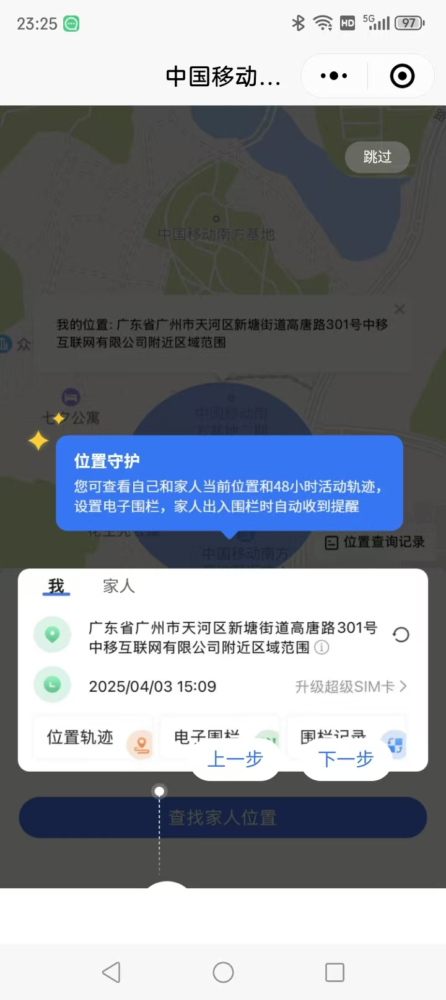 23:25
HD
5G
97
中国移动...
路
跳过
中国移动南方基地
我的位置: 广东省广州市天河区新塘街道高唐路301号中移
互联网有限公司附近区域范围
众
七夕公寓
中国移动南
位置守护
您可查看自己和家人当前位置和48小时活动轨迹，
设置电子围栏，家人出入围栏时自动收到提醒
位置查询记录
中国移动南方
我
家人
广东省广州市天河区新塘街道高唐路301号
中移互联网有限公司附近区域范围
2025/04/03 15:09
升级超级SIM卡
位置轨迹
电子围栏
围栏记录
上一步
下一步
查找家人位置